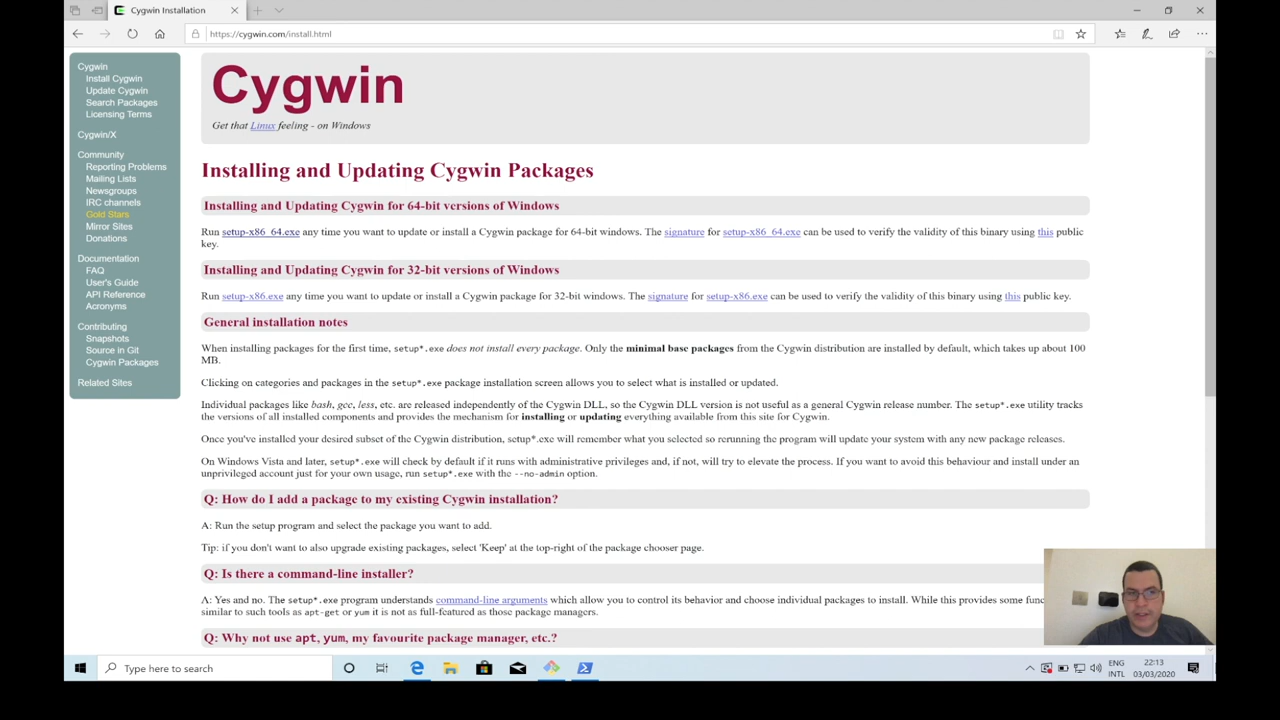 Cygwin Installation
https://cygwin.com/install.html
Cygwin
Install Cygwin
Update Cygwin
Search Packages
Licensing Terms
Cygwin/X
Community
Reporting Problems
Mailing Lists
Newsgroups
IRC channels
Gold Stars
Mirror Sites
Donations
Documentation
FAQ
User's Guide
API Reference
Acronyms
Contributing
Snapshots
Source in Git
Cygwin Packages
Related Sites
Cygwin
Get that Linux feeling - on Windows
Installing and Updating Cygwin Packages
Installing and Updating Cygwin for 64-bit versions of Windows
Run setup-x86_64.exe any time you want to update or install a Cygwin package for 64-bit windows. The signature for setup-x86_64.exe can be used to verify the validity of this binary using this public
key.
Installing and Updating Cygwin for 32-bit versions of Windows
Run setup-x86.exe any time you want to update or install a Cygwin package for 32-bit windows. The signature for setup-x86.exe can be used to verify the validity of this binary using this public key.
General installation notes
When installing packages for the first time, setup*.exe does not install every package. Only the minimal base packages from the Cygwin distribution are installed by default, which takes up about 100
MB.
Clicking on categories and packages in the setup*.exe package installation screen allows you to select what is installed or updated.
Individual packages like bash, gcc, less, etc. are released independently of the Cygwin DLL, so the Cygwin DLL version is not useful as a general Cygwin release number. The setup*.exe utility tracks
the versions of all installed components and provides the mechanism for installing or updating everything available from this site for Cygwin.
Once you've installed your desired subset of the Cygwin distribution, setup*.exe will remember what you selected so rerunning the program will update your system with any new package releases.
On Windows Vista and later, setup*.exe will check by default if it runs with administrative privileges and, if not, will try to elevate the process. If you want to avoid this behaviour and install under an
unprivileged account just for your own usage, run setup*.exe with the --no-admin option.
Q: How do I add a package to my existing Cygwin installation?
A: Run the setup program and select the package you want to add.
Tip: if you don't want to also upgrade existing packages, select 'Keep' at the top-right of the package chooser page.
Q: Is there a command-line installer?
A: Yes and no. The setup*.exe program understands command-line arguments which allow you to control its behavior and choose individual packages to install. While this provides some func
similar to such tools as apt-get or yum it is not as full-featured as those package managers.
Q: Why not use apt, yum, my favourite package manager, etc.?
Type here to search
ENG
INTL
22:13
03/03/2020